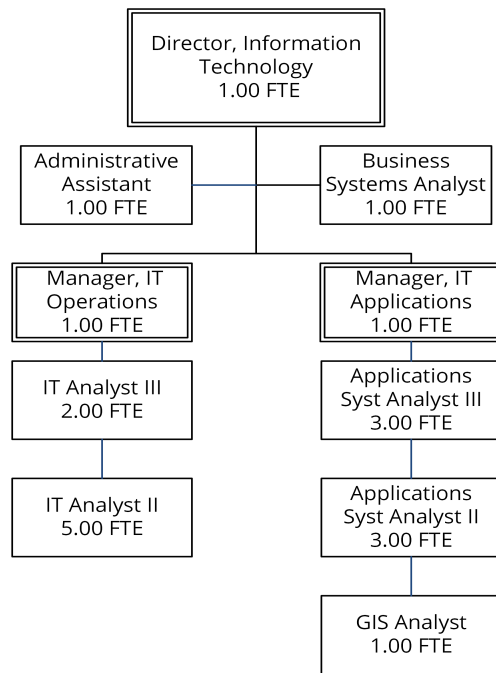 Director, Information
Technology
1.00 FTE
Administrative
Assistant
1.00 FTE
Business
Systems Analyst
1.00 FTE
Manager, IT
Operations
1.00 FTE
Manager, IT
Applications
1.00 FTE
IT Analyst III
2.00 FTE
Applications
Syst Analyst III
3.00 FTE
IT Analyst II
5.00 FTE
Applications
Syst Analyst II
3.00 FTE
GIS Analyst
1.00 FTE